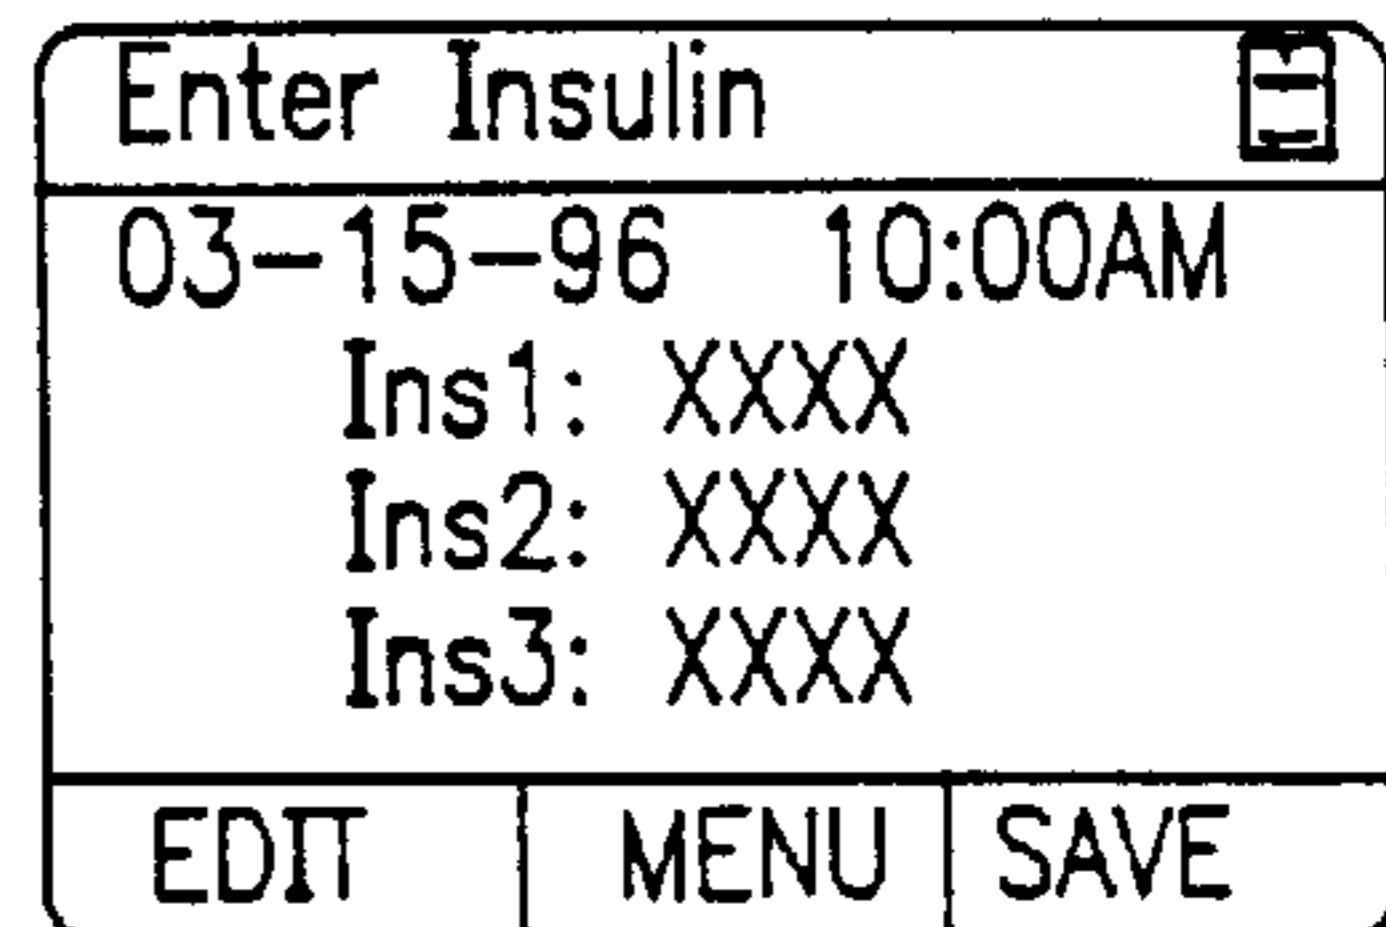 Enter Insulin
03-15-96 10:00AM
Ins1: XXXX
Ins2: XXXX
Ins3: XXXX
EDIT MENU SAVE